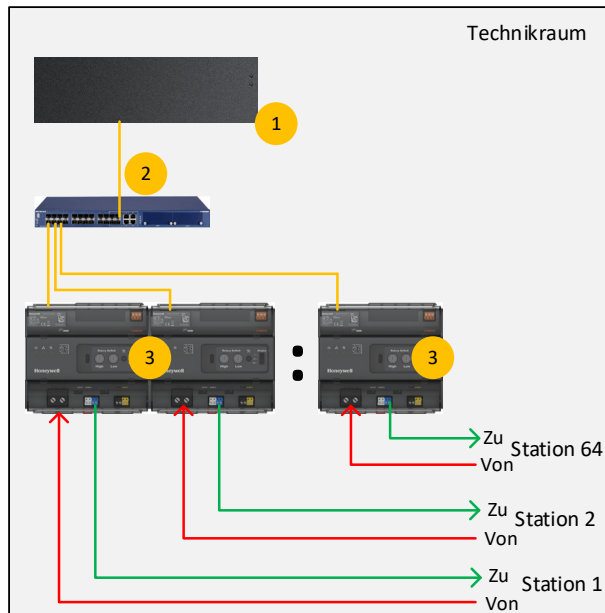 Technikraum
1
2
3
3
Honeywell
Honeywell
Honeywell
Zu
Von
Station 64
Zu
Von
Station 2
Zu
Von
Station 1